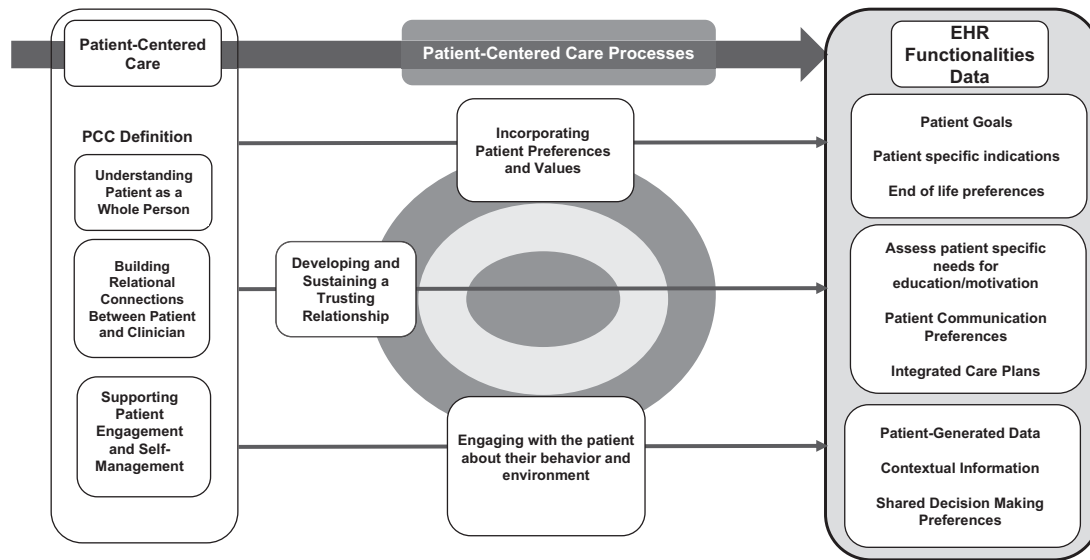 Patient-Centered
Care
Patient-Centered Care Processes
EHR
Functionalities
Data
PCC Definition
Understanding
Patient as a
Whole Person
Building
Relational
Connections
Between Patient
and Clinician
Supporting
Patient
Engagement
and Self-
Management
Incorporating
Patient Preferences
and Values
Developing and
Sustaining a
Trusting
Relationship
Engaging with the patient
about their behavior and
environment
Patient Goals
Patient specific indications
End of life preferences
Assess patient specific
needs for
education/motivation
Patient Communication
Preferences
Integrated Care Plans
Patient-Generated Data
Contextual Information
Shared Decision Making
Preferences